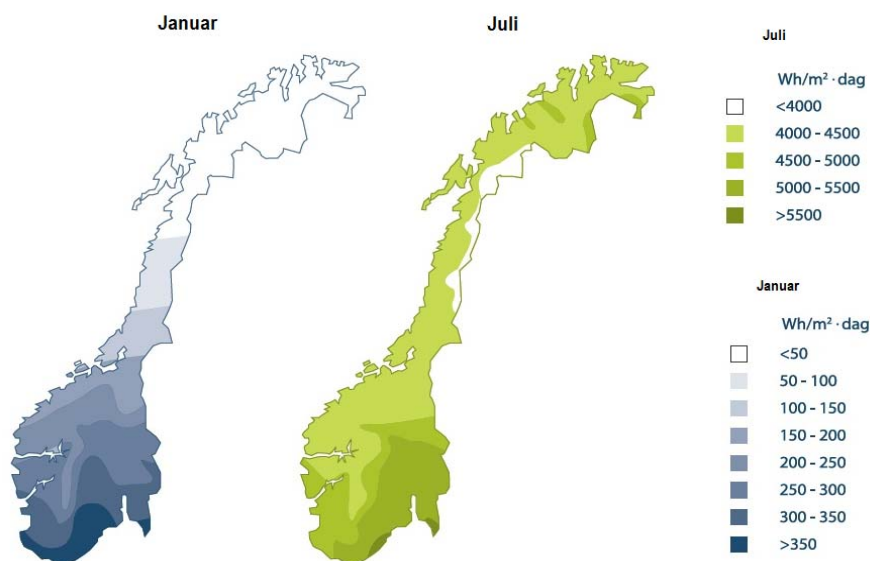 Januar
Juli
Juli
Wh/m² · dag
<4000
4000 - 4500
4500 - 5000
5000 - 5500
>5500
Januar
Wh/m² · dag
<50
50 - 100
100 - 150
150 - 200
200 - 250
250 - 300
300 - 350
>350